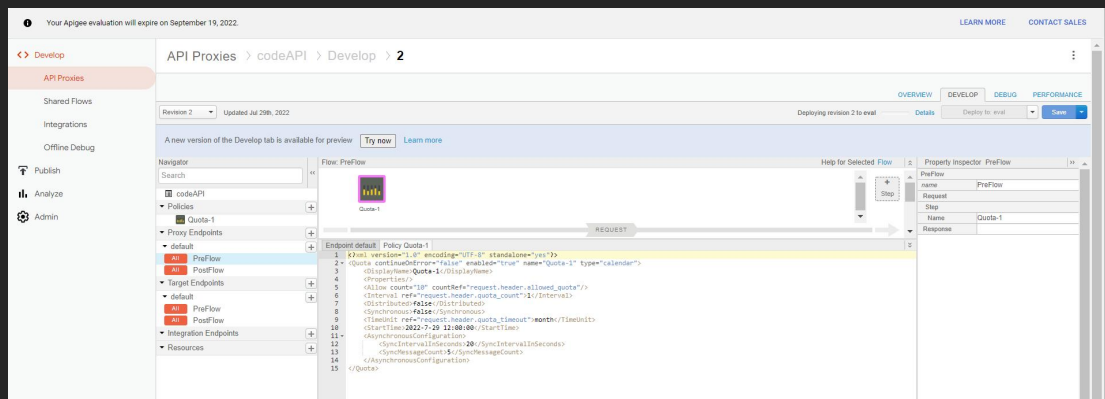 Your Apigee evaluation will expire on September 19, 2022.
LEARN MORE
CONTACT SALES
Develop
API Proxies
Shared Flows
Integrations
Offline Debug
Publish
Analyze
Admin
API Proxies > codeAPI > Develop > 2
OVERVIEW
DEVELOP
DEBUG
PERFORMANCE
Revision 2
Updated Jul 29th, 2022
Deploying revision 2 to eval
Details
Deploy to: eval
Save
A new version of the Develop tab is available for preview
Try now
Learn more
Navigator
Search
codeAPI
Policies
Quota-1
Proxy Endpoints
default
All PreFlow
All PostFlow
Target Endpoints
default
All PreFlow
All PostFlow
Integration Endpoints
Resources
Flow: PreFlow
Help for Selected Flow
Quota-1
+
Step
REQUEST
Endpoint default
Policy Quota-1
1 <?xml version="1.0" encoding="UTF-8" standalone="yes"?>
2 <Quota continueOnError="false" enabled="true" name="Quota-1" type="calendar">
3 <DisplayName>Quota-1</DisplayName>
4 <Properties/>
5 <Allow count="10" countRef="request.header.allowed_quota"/>
6 <Interval ref="request.header.quota_count">1</Interval>
7 <Distributed>false</Distributed>
8 <Synchronous>false</Synchronous>
9 <TimeUnit ref="request.header.quota_timeout">month</TimeUnit>
10 <StartTime>2022-7-29 12:00:00</StartTime>
11 <AsynchronousConfiguration>
12 <SyncIntervalInSeconds>20</SyncIntervalInSeconds>
13 <SyncMessageCount>5</SyncMessageCount>
14 </AsynchronousConfiguration>
15 </Quota>
Property Inspector PreFlow
PreFlow
name PreFlow
Request
Step
Name Quota-1
Response